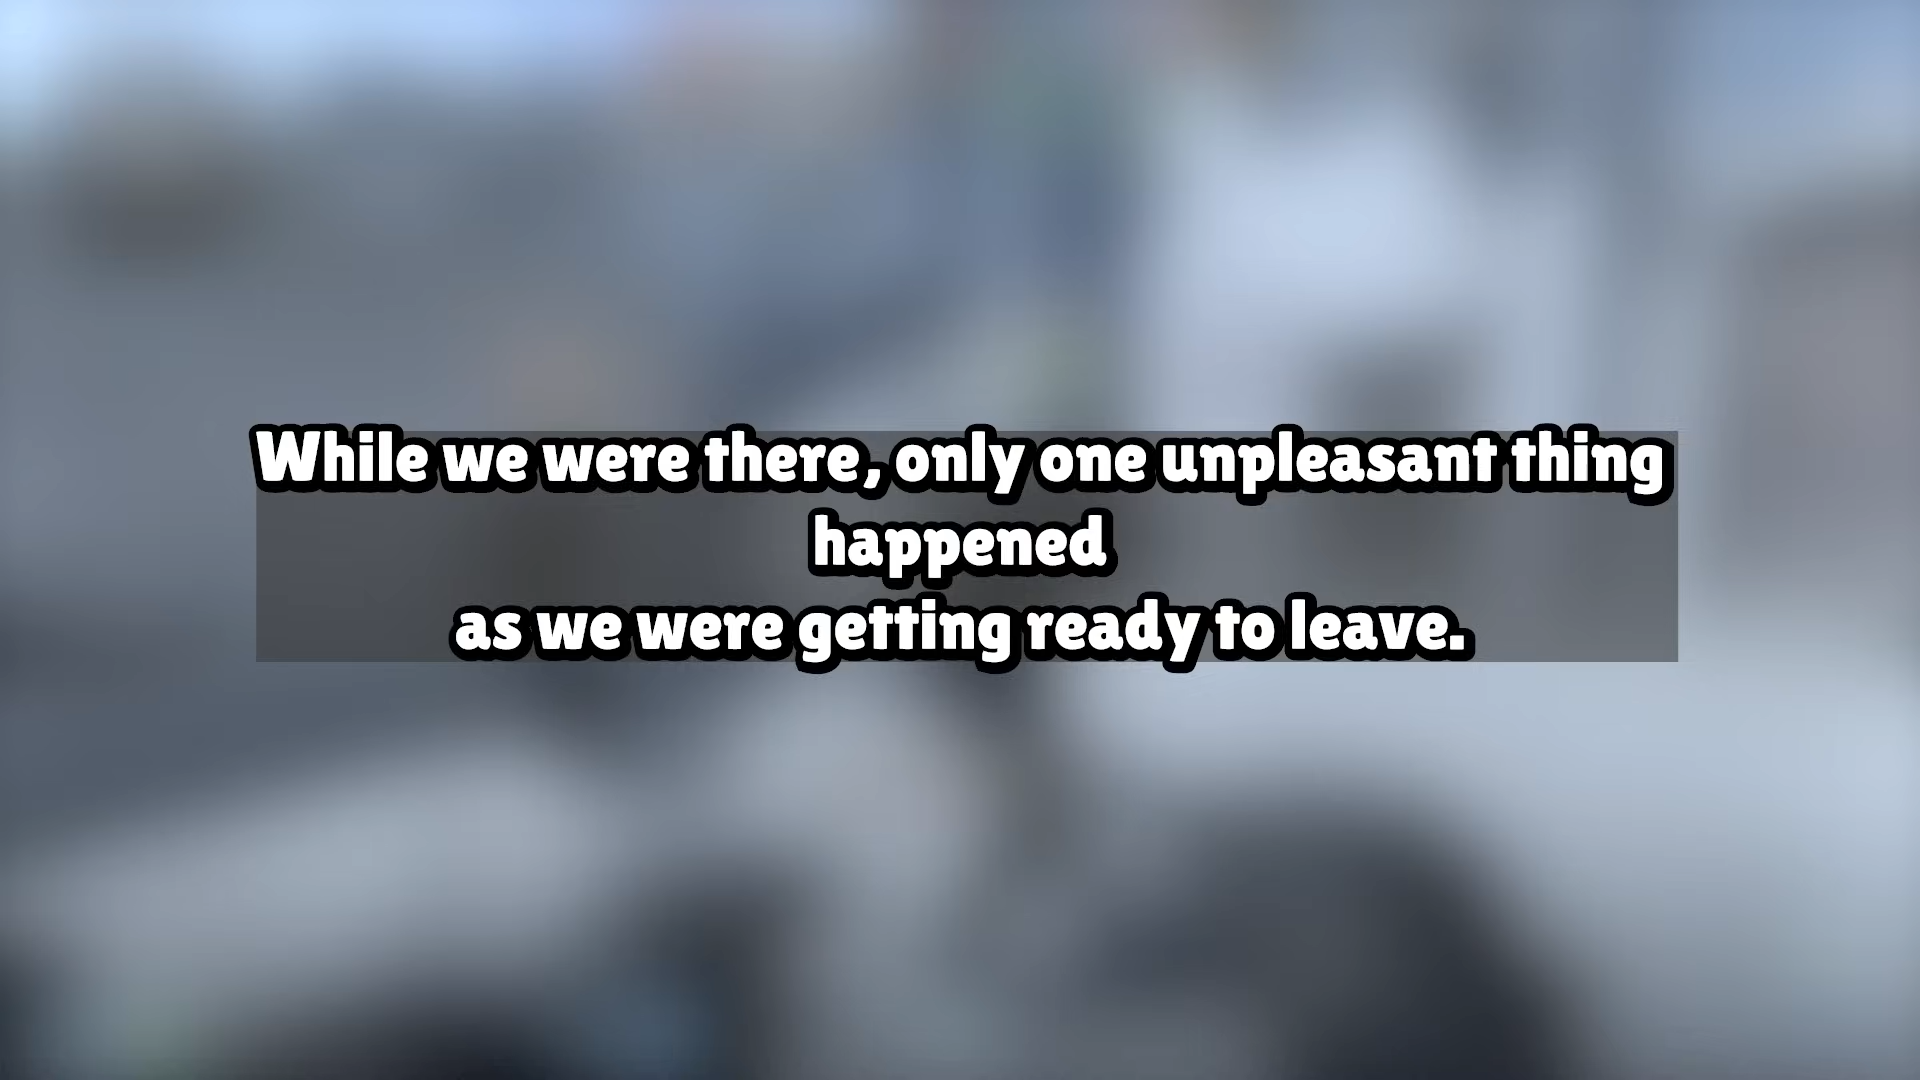 While we were there, only one unpleasant thing
happened
as we were getting ready to leave.